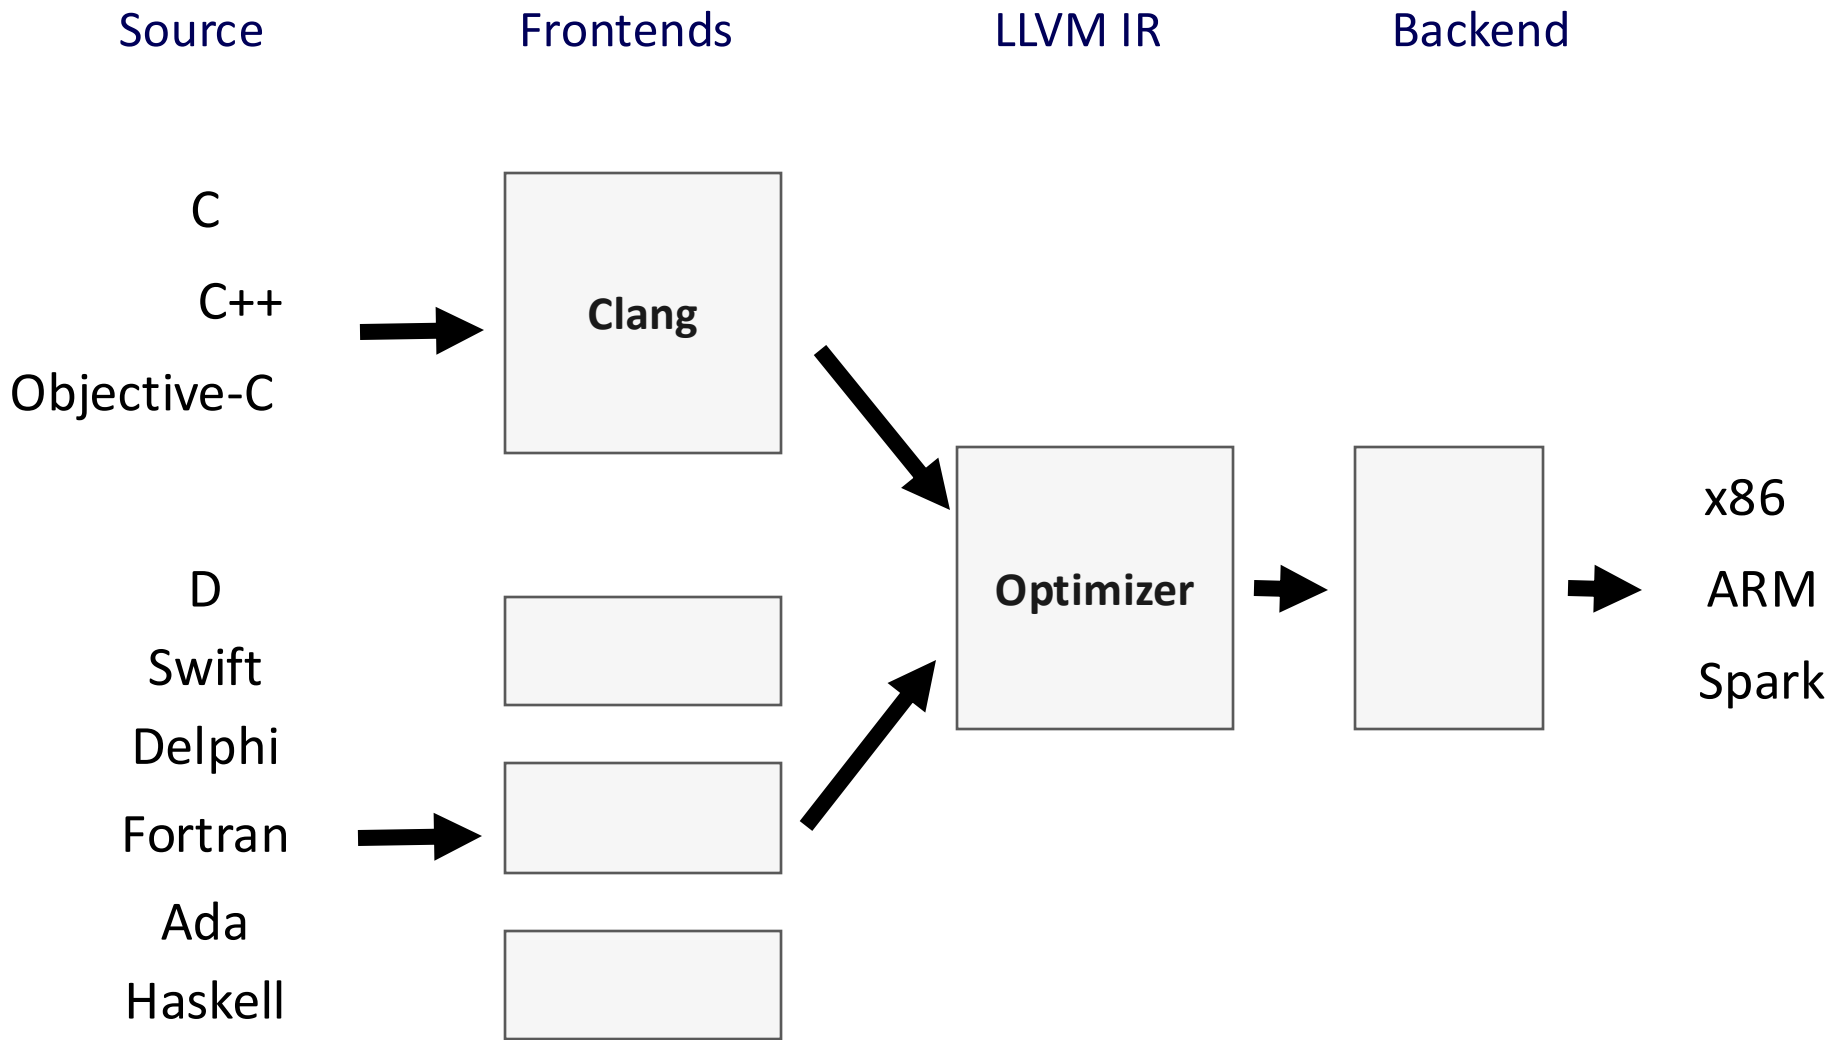 Source Frontends LLVM IR Backend
C
C++
Objective-C
Clang
D
Swift
Delphi
Fortran
Ada
Haskell
Optimizer
x86
ARM
Spark